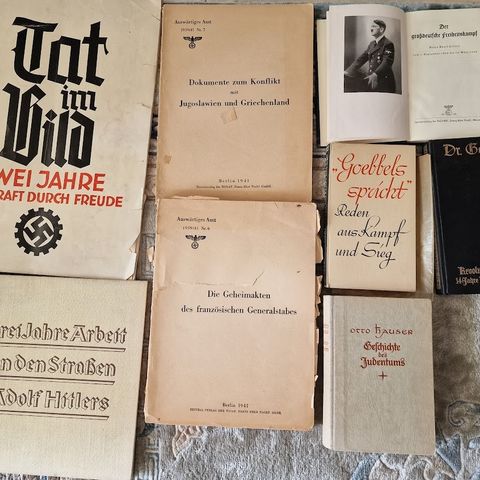 Tat
im
Bild
WEI JAHRE
RAFT DURCH FREUDE
Auswärtiges Amt
1939/41 Nr. 7
Dokumente zum Konflikt
mit
Jugoslawien und Griechenland
Berlin 1941
Der
großdeutsche Freiheitskampf
"Goebbels
spricht"
Reden
aus Kampf
und Sieg
Dr. G
14 Jahre
rei Jahre Arbeit
n den Straßen
Adolf Hitlers
Auswärtiges Amt
1939/41 Nr. 6
Die Geheimakten
des französischen Generalstabes
Berlin 1941
OTTO HAUSER
Geschichte
des
Judentums